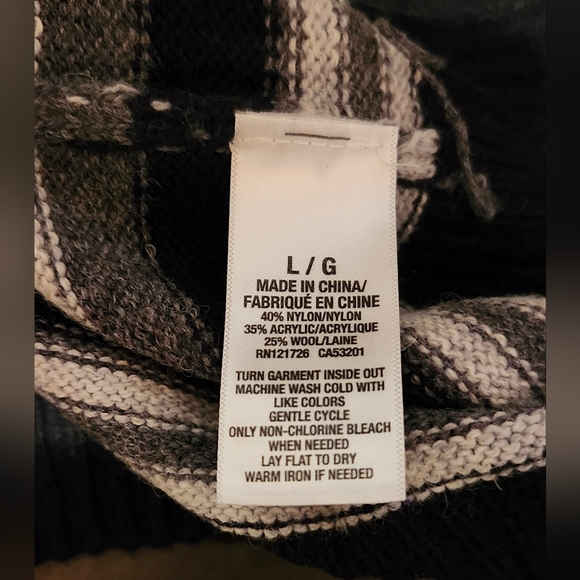 L / G
MADE IN CHINA/
FABRIQUÉ EN CHINE
40% NYLON/NYLON
35% ACRYLIC/ACRYLIQUE
25% WOOL/LAINE
RN121726 CA53201
TURN GARMENT INSIDE OUT
MACHINE WASH COLD WITH
LIKE COLORS
GENTLE CYCLE
ONLY NON-CHLORINE BLEACH
WHEN NEEDED
LAY FLAT TO DRY
WARM IRON IF NEEDED